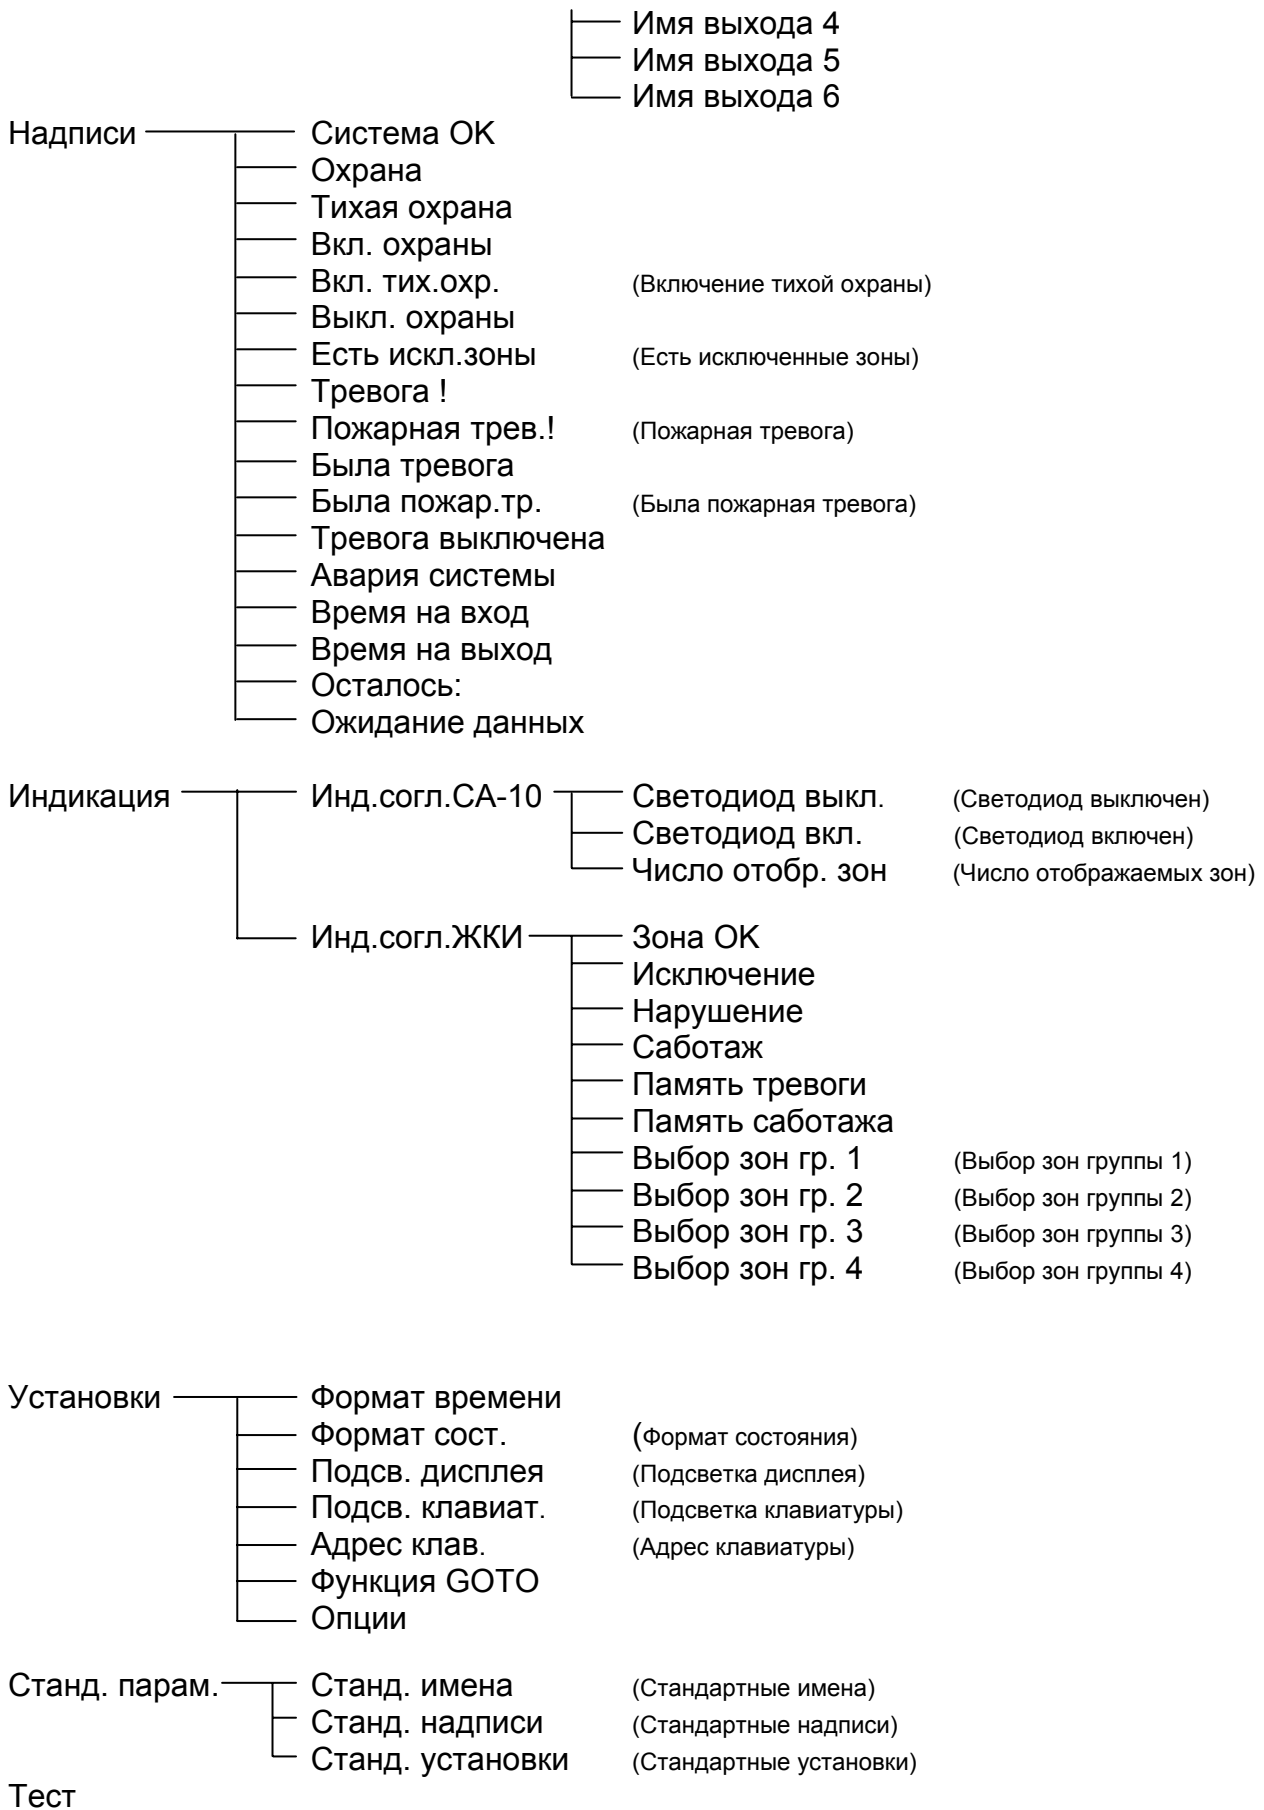 Имя выхода 4
Имя выхода 5
Имя выхода 6
Надписи Система OK
Охрана
Тихая охрана
Вкл. охраны
Вкл. тих.охр. (Включение тихой охраны)
Выкл. охраны
Есть искл.зоны (Есть исключенные зоны)
Тревога !
Пожарная трев.! (Пожарная тревога)
Была тревога
Была пожар.тр. (Была пожарная тревога)
Тревога выключена
Авария системы
Время на вход
Время на выход
Осталось:
Ожидание данных
Индикация Инд.согл.CA-10 Светодиод выкл. (Светодиод выключен)
Светодиод вкл. (Светодиод включен)
Число отобр. зон (Число отображаемых зон)
Инд.согл.ЖКИ Зона OK
Исключение
Нарушение
Саботаж
Память тревоги
Память саботажа
Выбор зон гр. 1 (Выбор зон группы 1)
Выбор зон гр. 2 (Выбор зон группы 2)
Выбор зон гр. 3 (Выбор зон группы 3)
Выбор зон гр. 4 (Выбор зон группы 4)
Установки Формат времени
Формат сост. (Формат состояния)
Подсв. дисплея (Подсветка дисплея)
Подсв. клавиат. (Подсветка клавиатуры)
Адрес клав. (Адрес клавиатуры)
Функция GOTO
Опции
Станд. парам. Станд. имена (Стандартные имена)
Станд. надписи (Стандартные надписи)
Станд. установки (Стандартные установки)
Тест